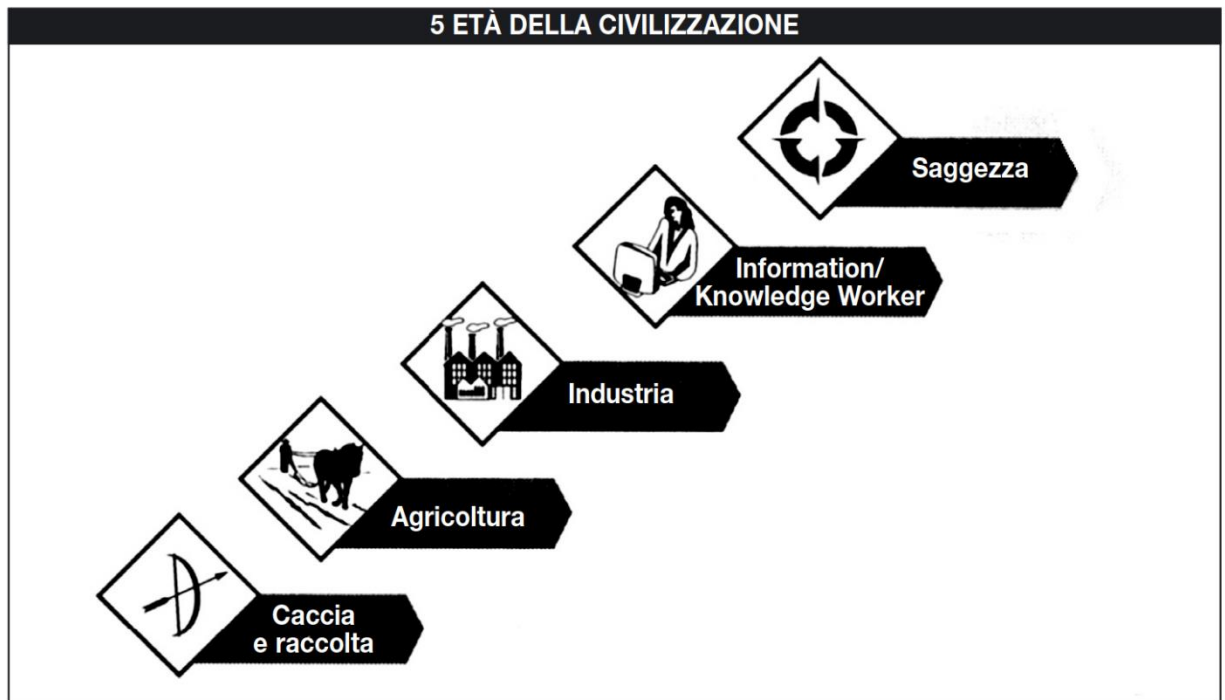 5 ETÀ DELLA CIVILIZZAZIONE
Saggezza
Information/
Knowledge Worker
Industria
Agricoltura
Caccia
e raccolta